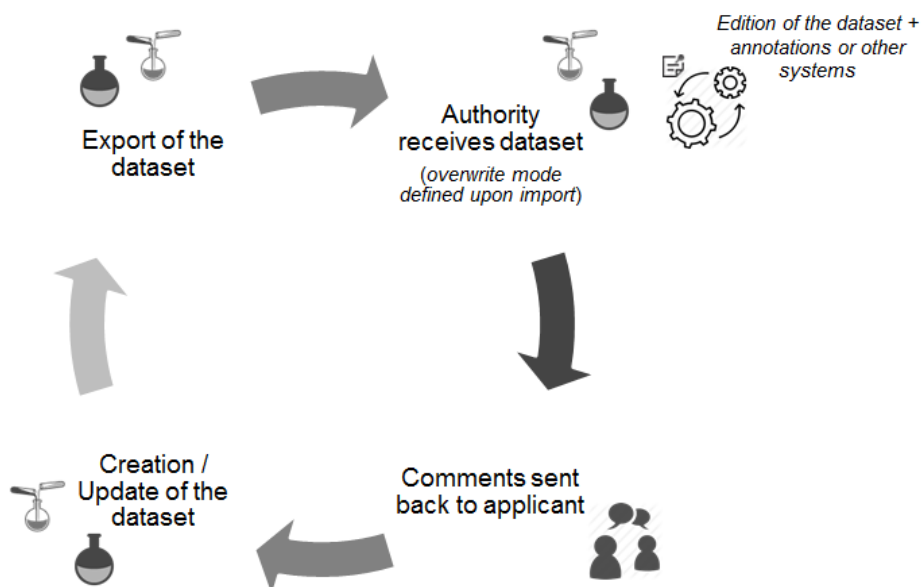 Edition of the dataset +
annotations or other
systems
Export of the
dataset
Authority
receives dataset
(overwrite mode
defined upon import)
Comments sent
back to applicant
Creation /
Update of the
dataset